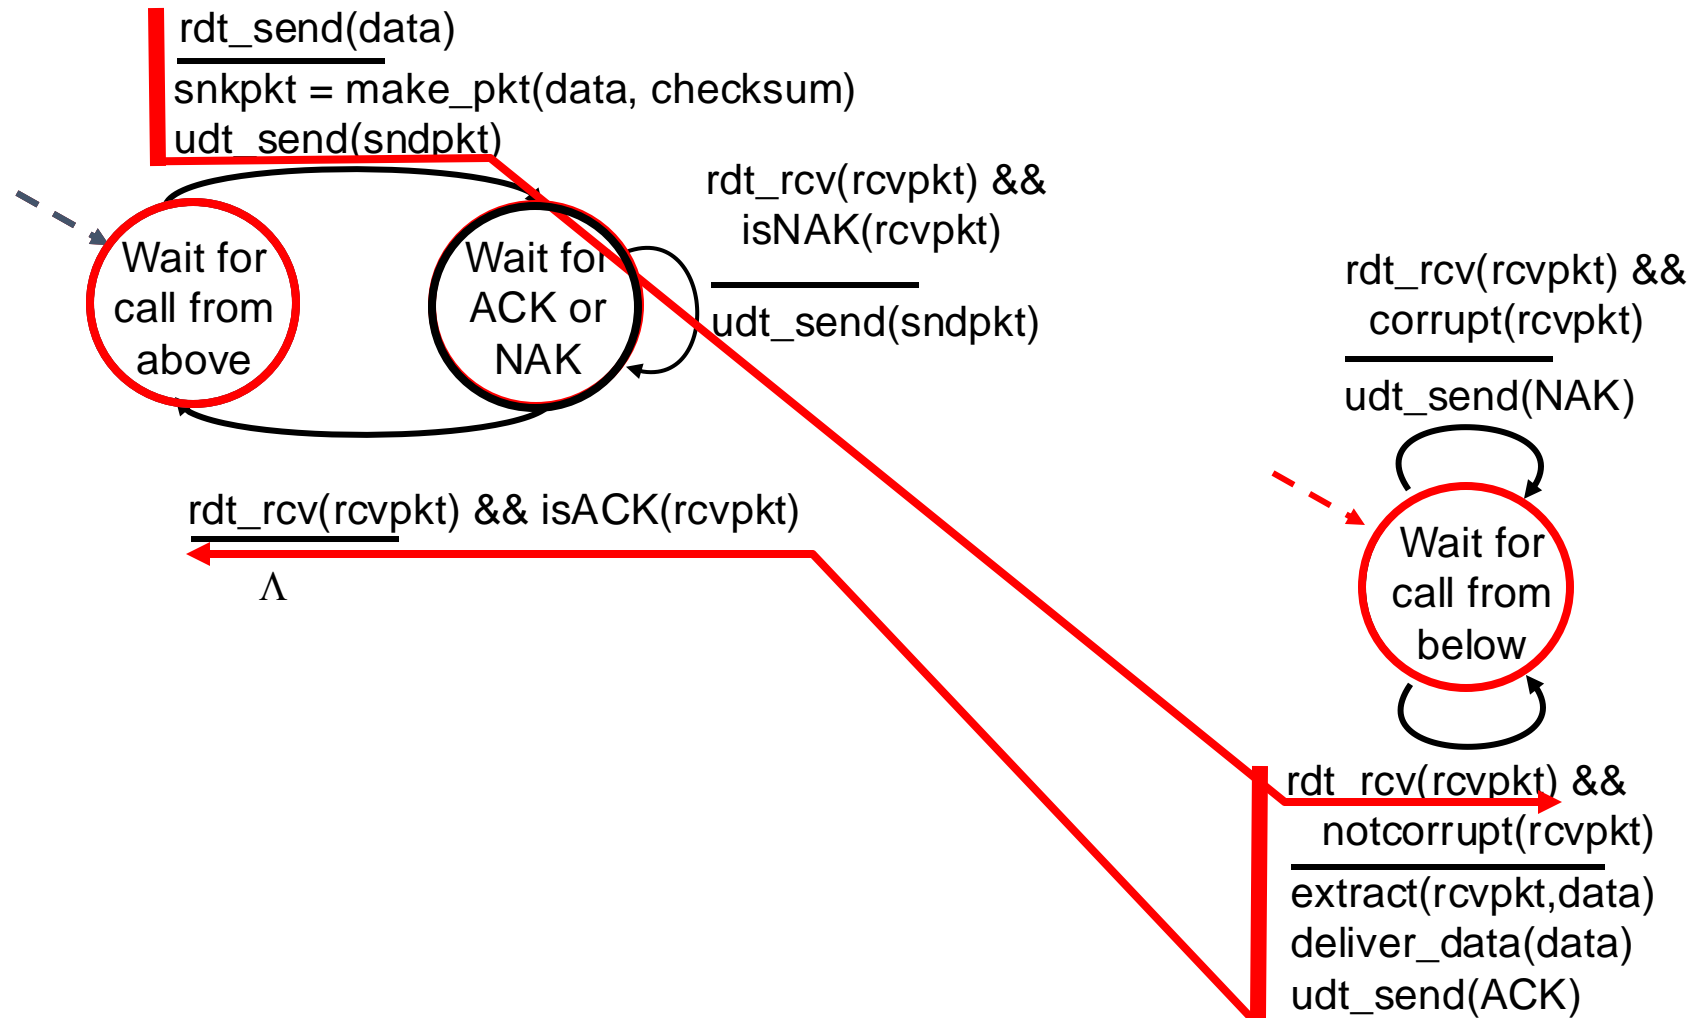 rdt_send(data)
snkpkt = make_pkt(data, checksum)
udt_send(sndpkt)
Wait for
call from
above
Wait for
ACK or
NAK
rdt_rcv(rcvpkt) &&
isNAK(rcvpkt)
udt_send(sndpkt)
rdt_rcv(rcvpkt) && isACK(rcvpkt)
Λ
rdt_rcv(rcvpkt) &&
corrupt(rcvpkt)
udt_send(NAK)
Wait for
call from
below
rdt_rcv(rcvpkt) &&
notcorrupt(rcvpkt)
extract(rcvpkt,data)
deliver_data(data)
udt_send(ACK)